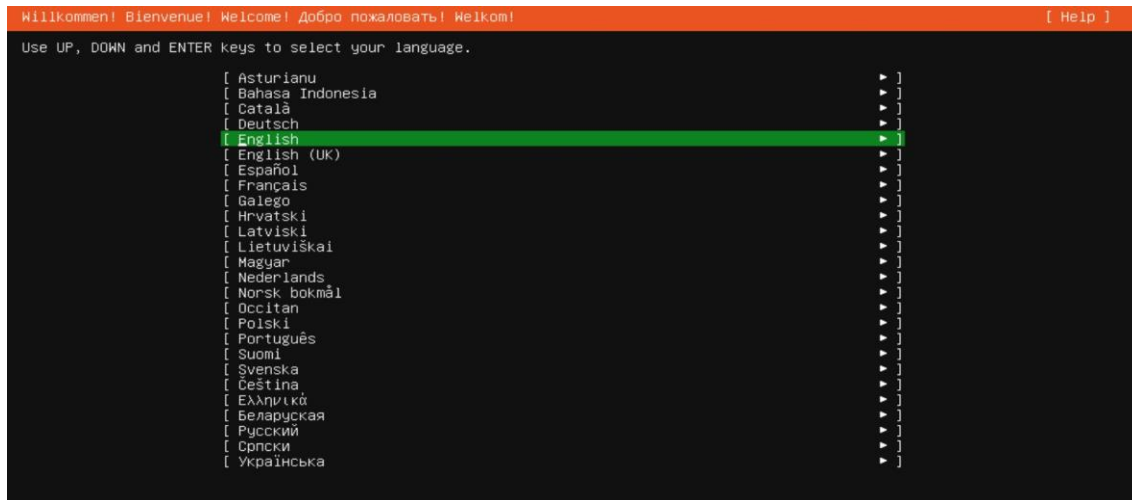 Willkommen! Bienvenue! Welcome! Добро пожаловать! Welkom! [ Help ]
Use UP, DOWN and ENTER keys to select your language.
[ Asturianu ► ]
[ Bahasa Indonesia ► ]
[ Català ► ]
[ Deutsch ► ]
[ English ► ]
[ English (UK) ► ]
[ Español ► ]
[ Français ► ]
[ Galego ► ]
[ Hrvatski ► ]
[ Latviski ► ]
[ Lietuviškai ► ]
[ Magyar ► ]
[ Nederlands ► ]
[ Norsk bokmål ► ]
[ Occitan ► ]
[ Polski ► ]
[ Português ► ]
[ Suomi ► ]
[ Svenska ► ]
[ Čeština ► ]
[ Ελληνικά ► ]
[ Беларуская ► ]
[ Русский ► ]
[ Српски ► ]
[ Українська ► ]